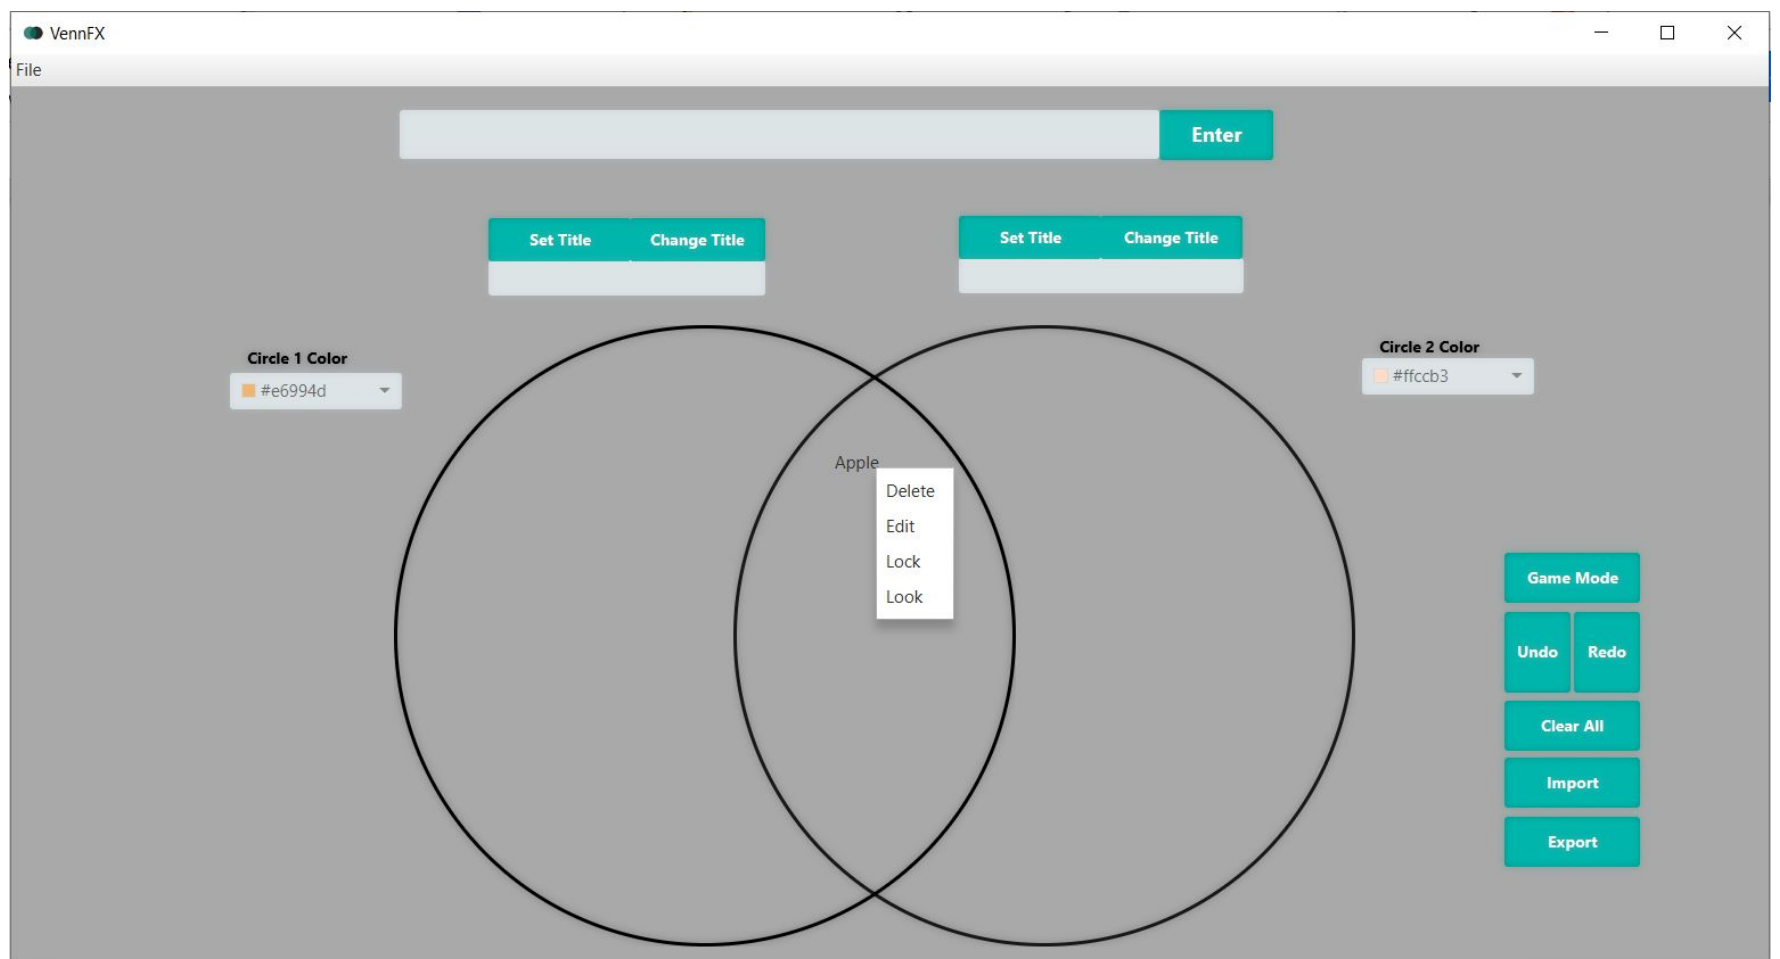 VennFX
File
Enter
Set Title Change Title
Set Title Change Title
Circle 1 Color
#e6994d
Circle 2 Color
#ffccb3
Apple
Delete
Edit
Lock
Look
Game Mode
Undo Redo
Clear All
Import
Export